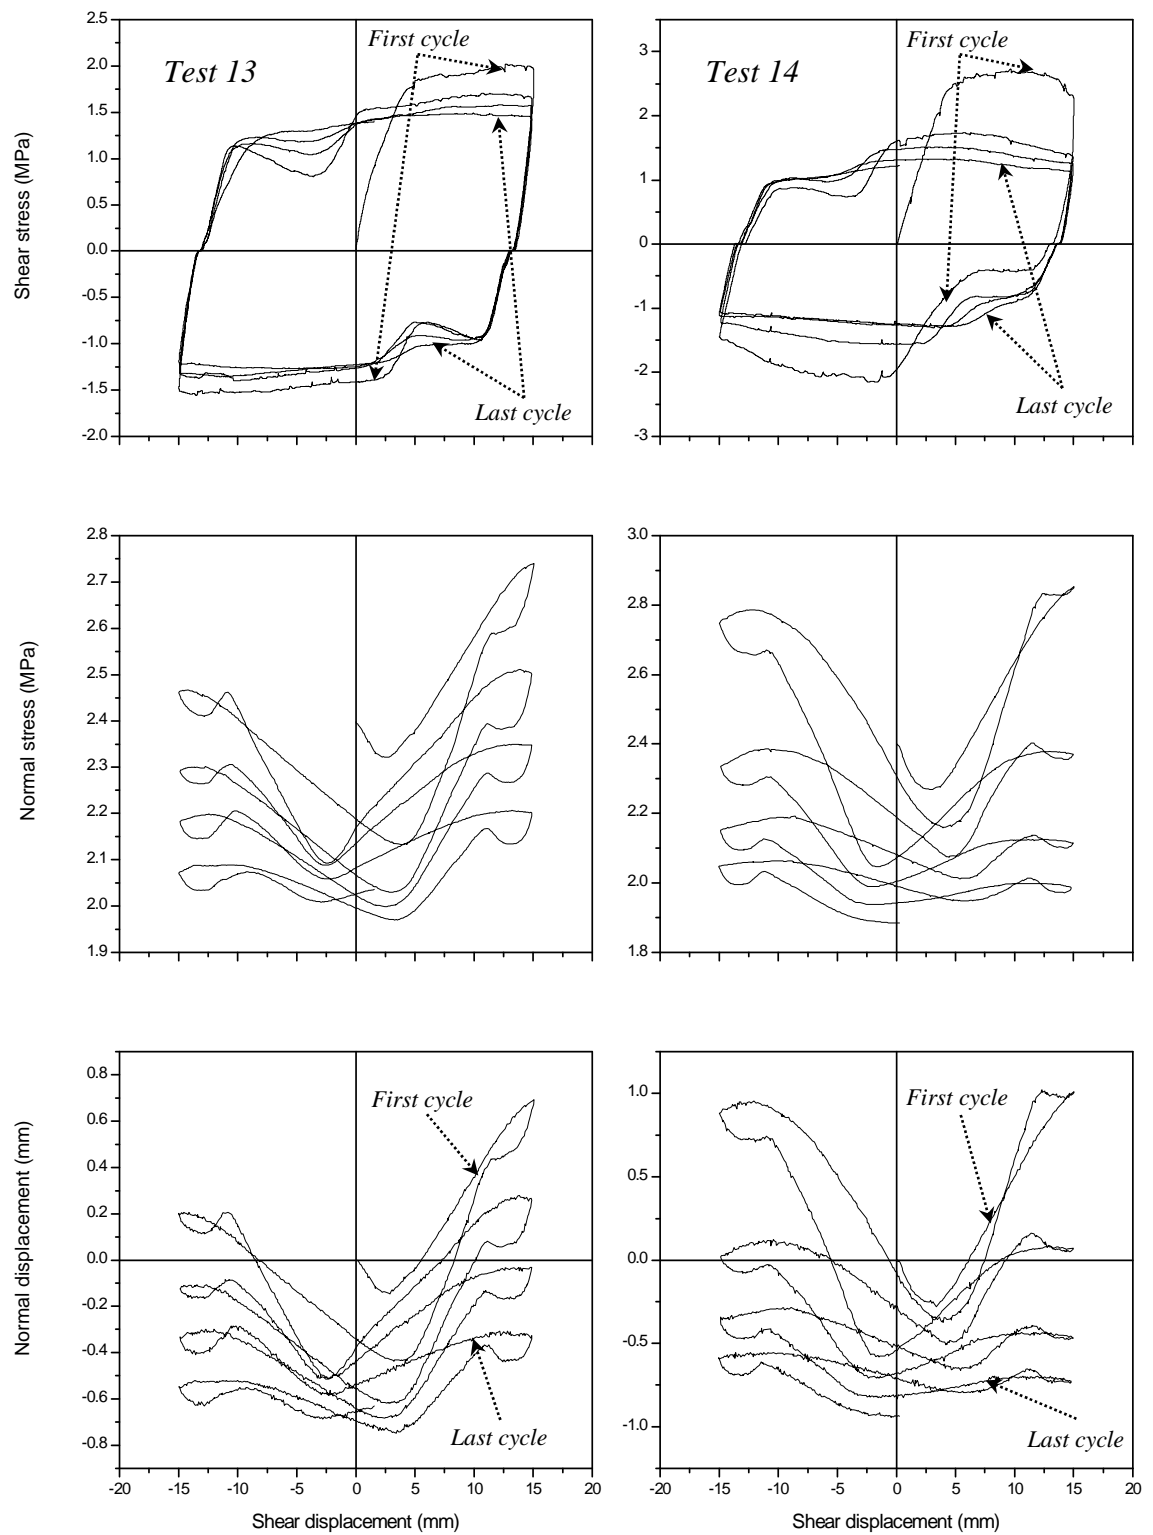 2.5
2.0
1.5
1.0
0.5
0.0
-0.5
-1.0
-1.5
-2.0
Shear stress (MPa)
Test 13
First cycle
Last cycle
3
2
1
0
-1
-2
-3
Test 14
First cycle
Last cycle
2.8
2.7
2.6
2.5
2.4
2.3
2.2
2.1
2.0
1.9
Normal stress (MPa)
3.0
2.8
2.6
2.4
2.2
2.0
1.8
0.8
0.6
0.4
0.2
0.0
-0.2
-0.4
-0.6
-0.8
Normal displacement (mm)
First cycle
Last cycle
-20 -15 -10 -5 0 5 10 15 20
Shear displacement (mm)
1.0
0.5
0.0
-0.5
-1.0
First cycle
Last cycle
-20 -15 -10 -5 0 5 10 15 20
Shear displacement (mm)